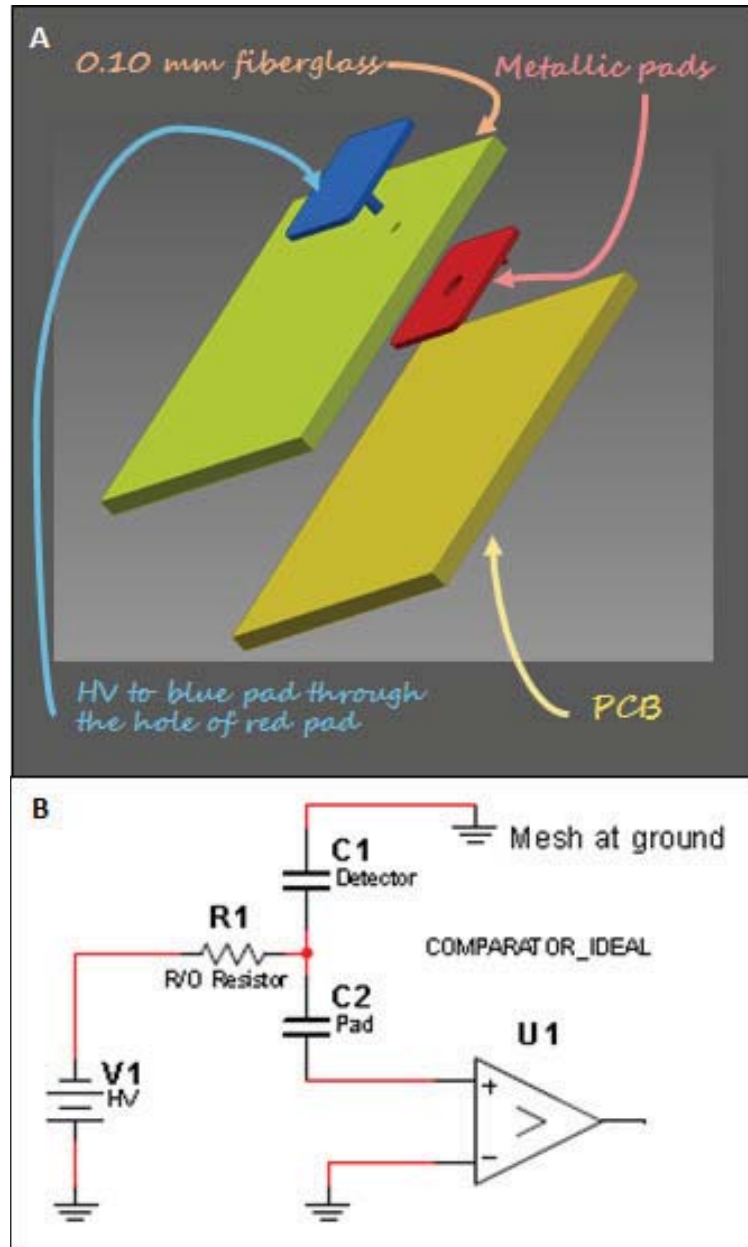 A
0.10 mm fiberglass
Metallic pads
HV to blue pad through
the hole of red pad
PCB
B
C1
Detector
Mesh at ground
R1
R/O Resistor
COMPARATOR_IDEAL
C2
Pad
U1
V1
HV
+
>
−